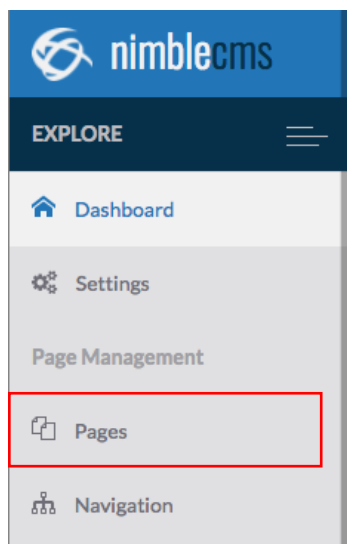 nimblecms
EXPLORE
Dashboard
Settings
Page Management
Pages
Navigation